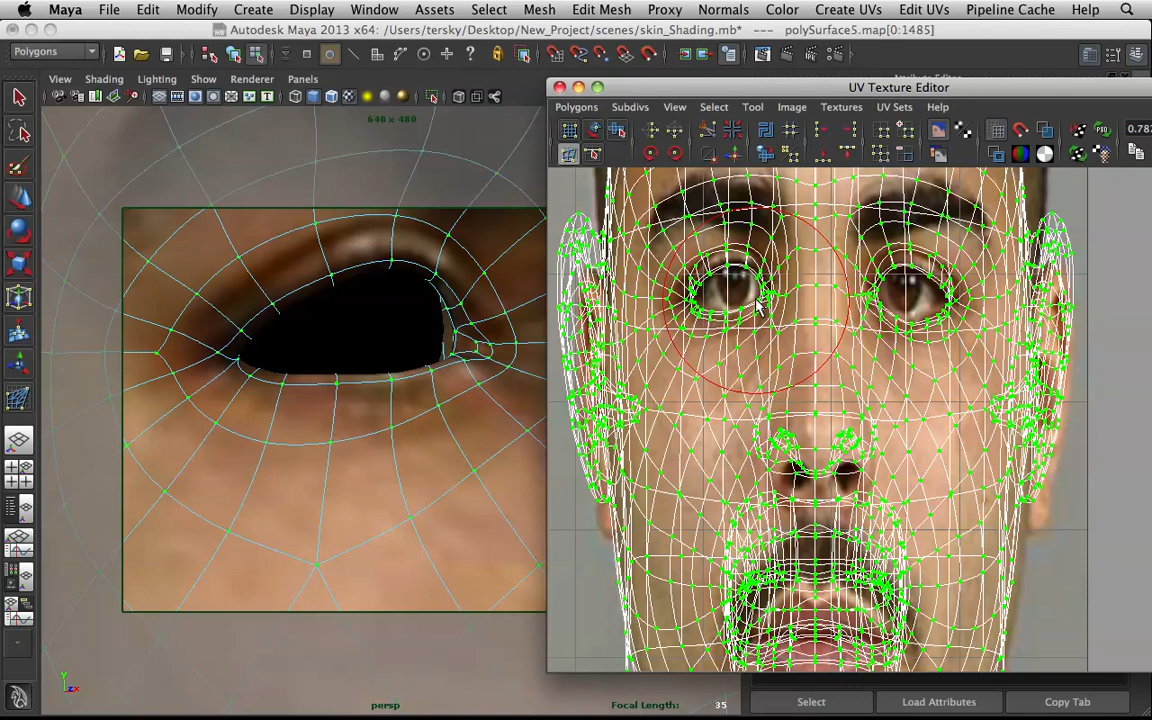 Maya File Edit Modify Create Display Window Assets Select Mesh Edit Mesh Proxy Normals Color Create UVs Edit UVs Pipeline Cache Help
Autodesk Maya 2013 x64: /Users/tersky/Desktop/New_Project/scenes/skin_Shading.mb* --- polySurface5.map[0:1485]
Polygons
View Shading Lighting Show Renderer Panels
640 x 480
UV Texture Editor
Polygons Subdivs View Select Tool Image Textures UV Sets Help
0.787
persp
Focal Length: 35
Select Load Attributes Copy Tab